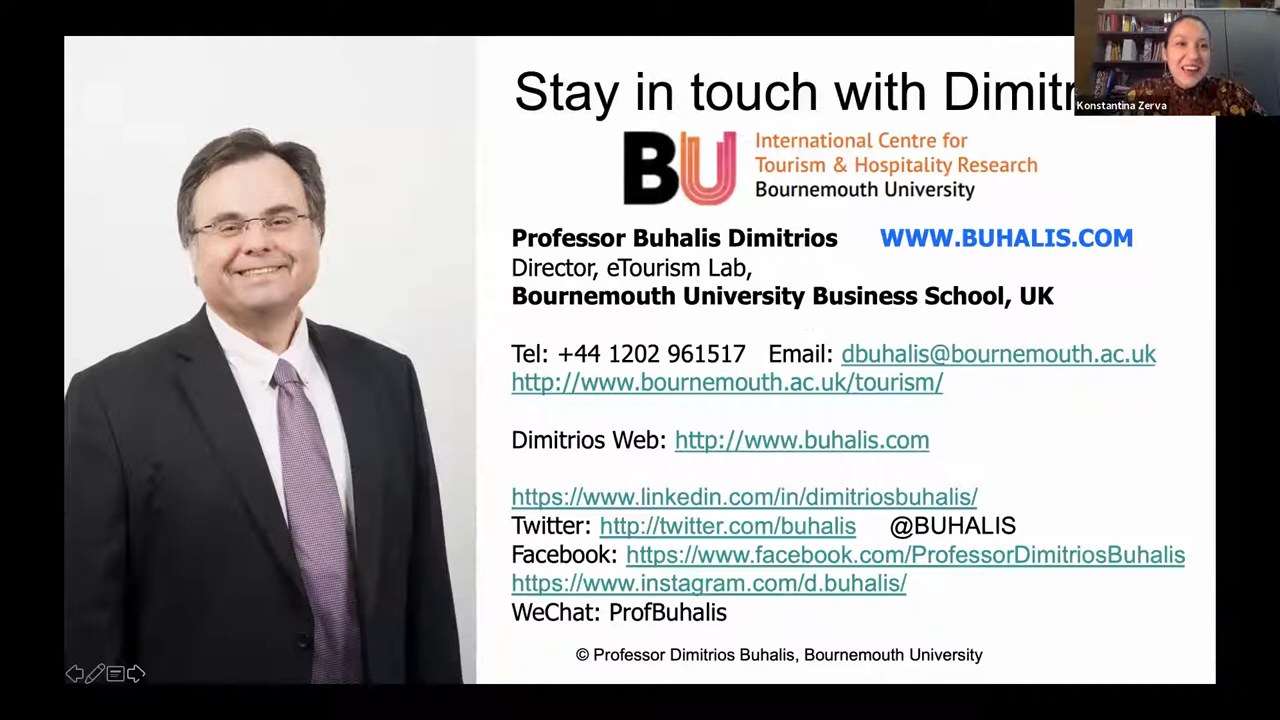 Stay in touch with Dimitr
Konstantina Zerva
BU
International Centre for
Tourism & Hospitality Research
Bournemouth University
Professor Buhalis Dimitrios WWW.BUHALIS.COM
Director, eTourism Lab,
Bournemouth University Business School, UK
Tel: +44 1202 961517 Email: dbuhalis@bournemouth.ac.uk
http://www.bournemouth.ac.uk/tourism/
Dimitrios Web: http://www.buhalis.com
https://www.linkedin.com/in/dimitriosbuhalis/
Twitter: http://twitter.com/buhalis @BUHALIS
Facebook: https://www.facebook.com/ProfessorDimitriosBuhalis
https://www.instagram.com/d.buhalis/
WeChat: ProfBuhalis
© Professor Dimitrios Buhalis, Bournemouth University